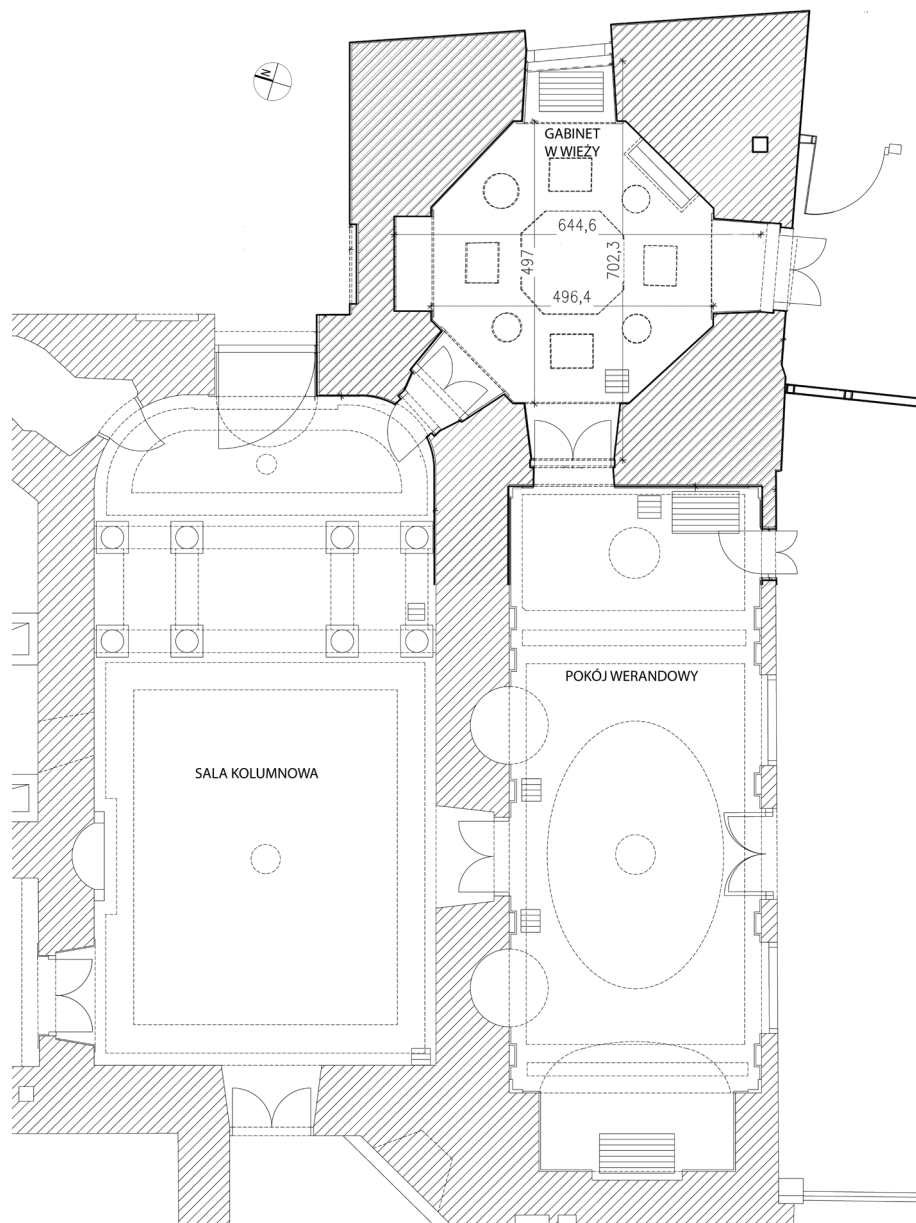 N
GABINET
W WIEŻY
644,6
497
702,3
496,4
POKÓJ WERANDOWY
SALA KOLUMNOWA